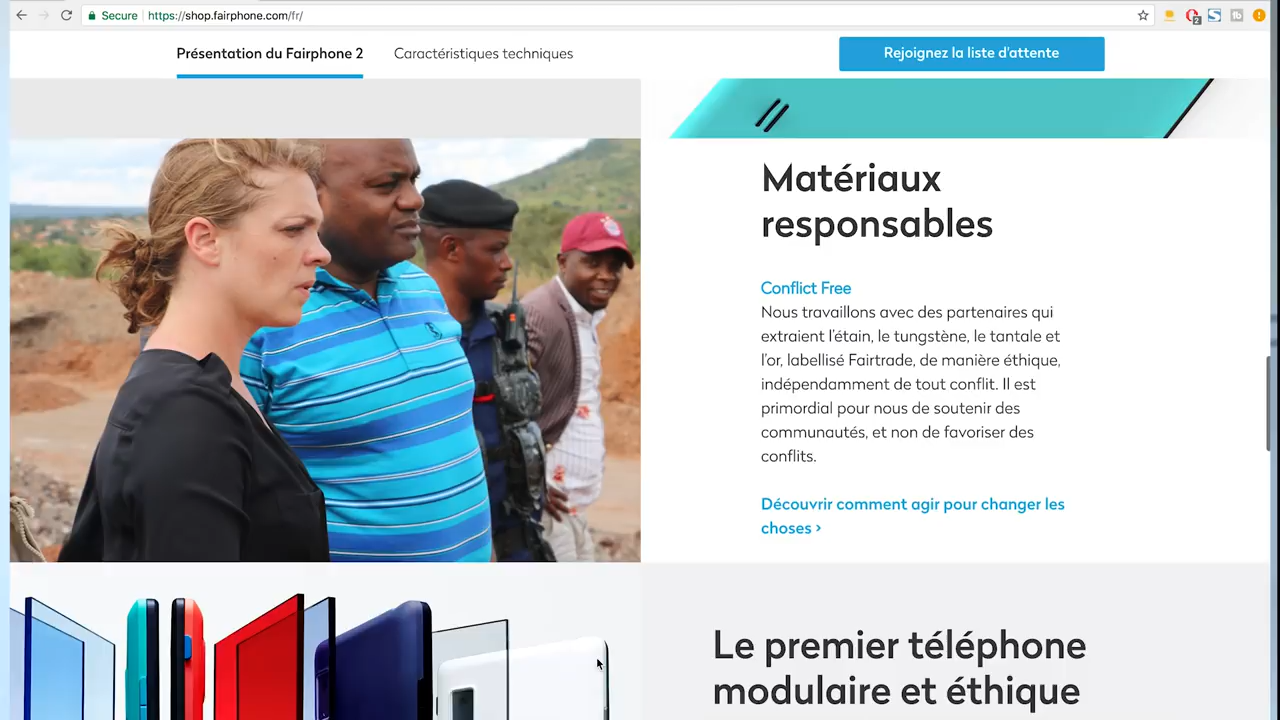 Secure
https://shop.fairphone.com/fr/
Présentation du Fairphone 2
Caractéristiques techniques
Rejoignez la liste d'attente
Matériaux
responsables
Conflict Free
Nous travaillons avec des partenaires qui
extraient l'étain, le tungstène, le tantale et
l'or, labellisé Fairtrade, de manière éthique,
indépendamment de tout conflit. Il est
primordial pour nous de soutenir des
communautés, et non de favoriser des
conflits.
Découvrir comment agir pour changer les
choses ›
Le premier téléphone
modulaire et éthique